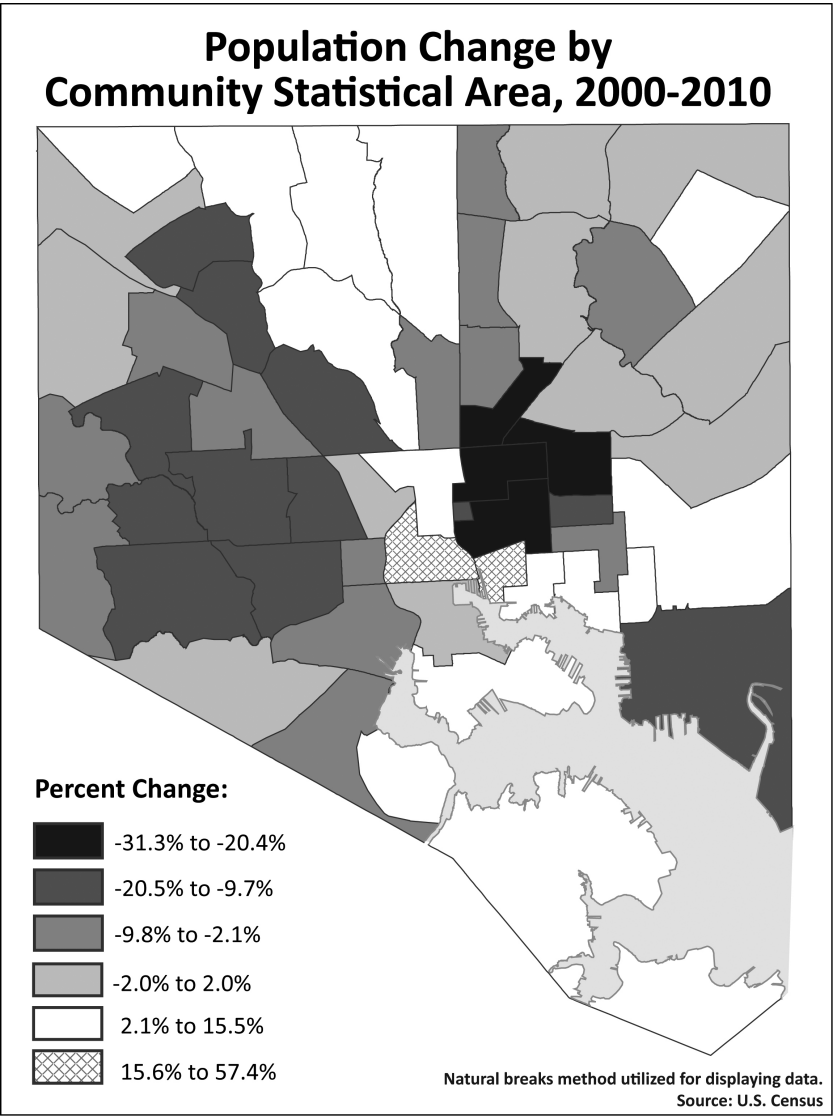 Population Change by
Community Statistical Area, 2000-2010
Percent Change:
-31.3% to -20.4%
-20.5% to -9.7%
-9.8% to -2.1%
-2.0% to 2.0%
2.1% to 15.5%
15.6% to 57.4%
Natural breaks method utilized for displaying data.
Source: U.S. Census